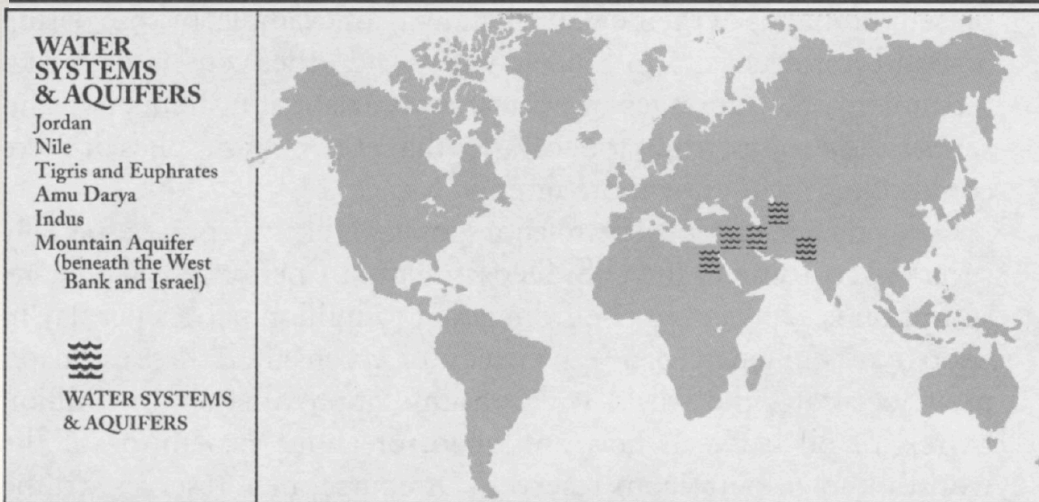 WATER
SYSTEMS
& AQUIFERS
Jordan
Nile
Tigris and Euphrates
Amu Darya
Indus
Mountain Aquifer
(beneath the West
Bank and Israel)
WATER SYSTEMS
& AQUIFERS